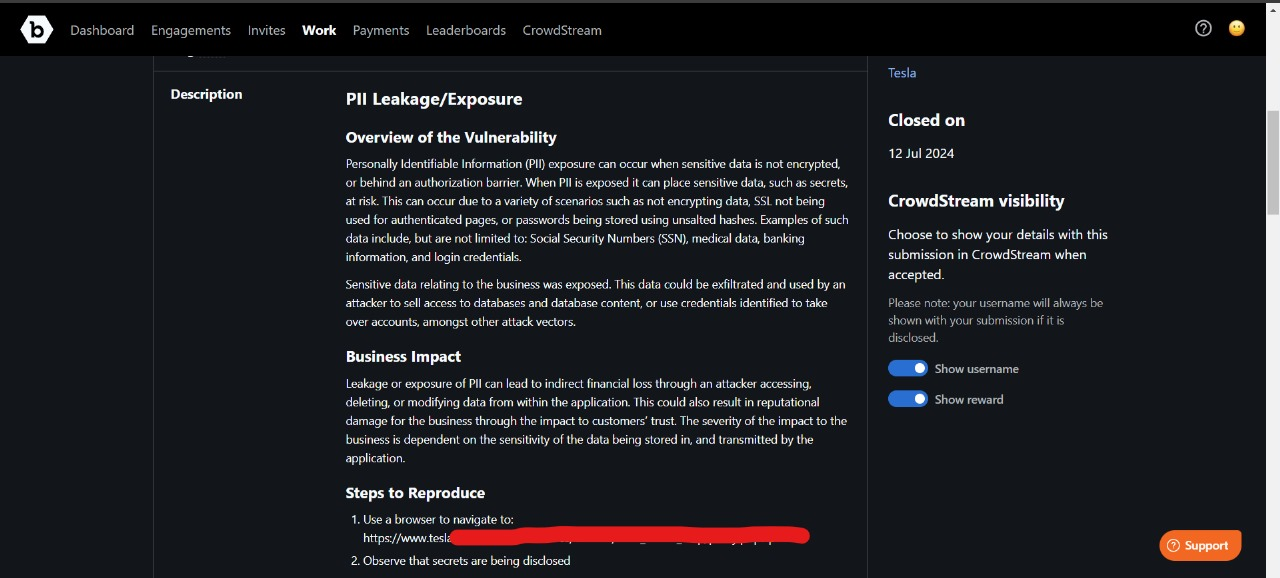 b
Dashboard
Engagements
Invites
Work
Payments
Leaderboards
CrowdStream
Description
PII Leakage/Exposure
Overview of the Vulnerability
Personally Identifiable Information (PII) exposure can occur when sensitive data is not encrypted,
or behind an authorization barrier. When PII is exposed it can place sensitive data, such as secrets,
at risk. This can occur due to a variety of scenarios such as not encrypting data, SSL not being
used for authenticated pages, or passwords being stored using unsalted hashes. Examples of such
data include, but are not limited to: Social Security Numbers (SSN), medical data, banking
information, and login credentials.
Sensitive data relating to the business was exposed. This data could be exfiltrated and used by an
attacker to sell access to databases and database content, or use credentials identified to take
over accounts, amongst other attack vectors.
Business Impact
Leakage or exposure of PII can lead to indirect financial loss through an attacker accessing,
deleting, or modifying data from within the application. This could also result in reputational
damage for the business through the impact to customers' trust. The severity of the impact to the
business is dependent on the sensitivity of the data being stored in, and transmitted by the
application.
Steps to Reproduce
1. Use a browser to navigate to:
https://www.tesla
2. Observe that secrets are being disclosed
Tesla
Closed on
12 Jul 2024
CrowdStream visibility
Choose to show your details with this
submission in CrowdStream when
accepted.
Please note: your username will always be
shown with your submission if it is
disclosed.
Show username
Show reward
Support